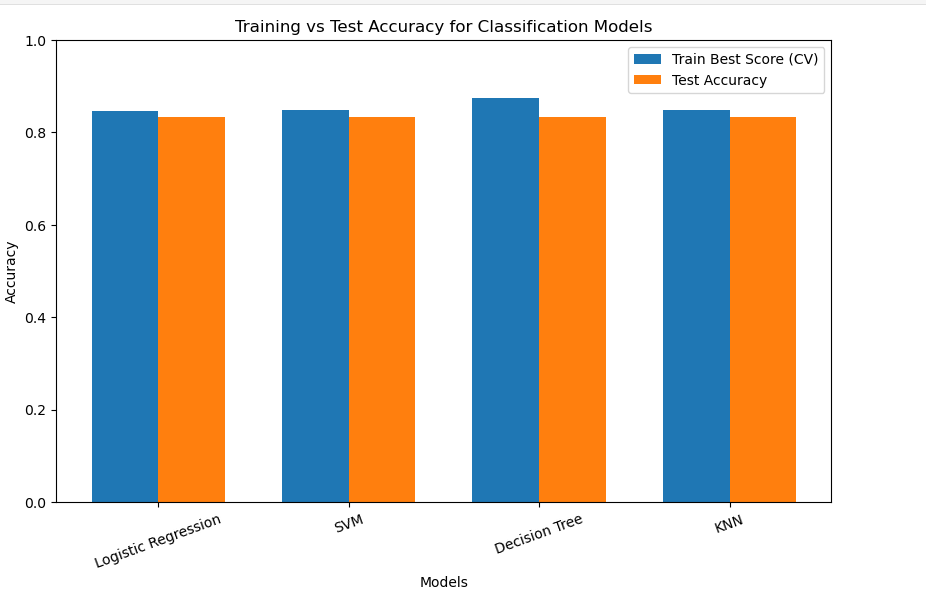 Training vs Test Accuracy for Classification Models
Train Best Score (CV)
Test Accuracy
Accuracy
1.0
0.8
0.6
0.4
0.2
0.0
Logistic Regression
SVM
Decision Tree
KNN
Models